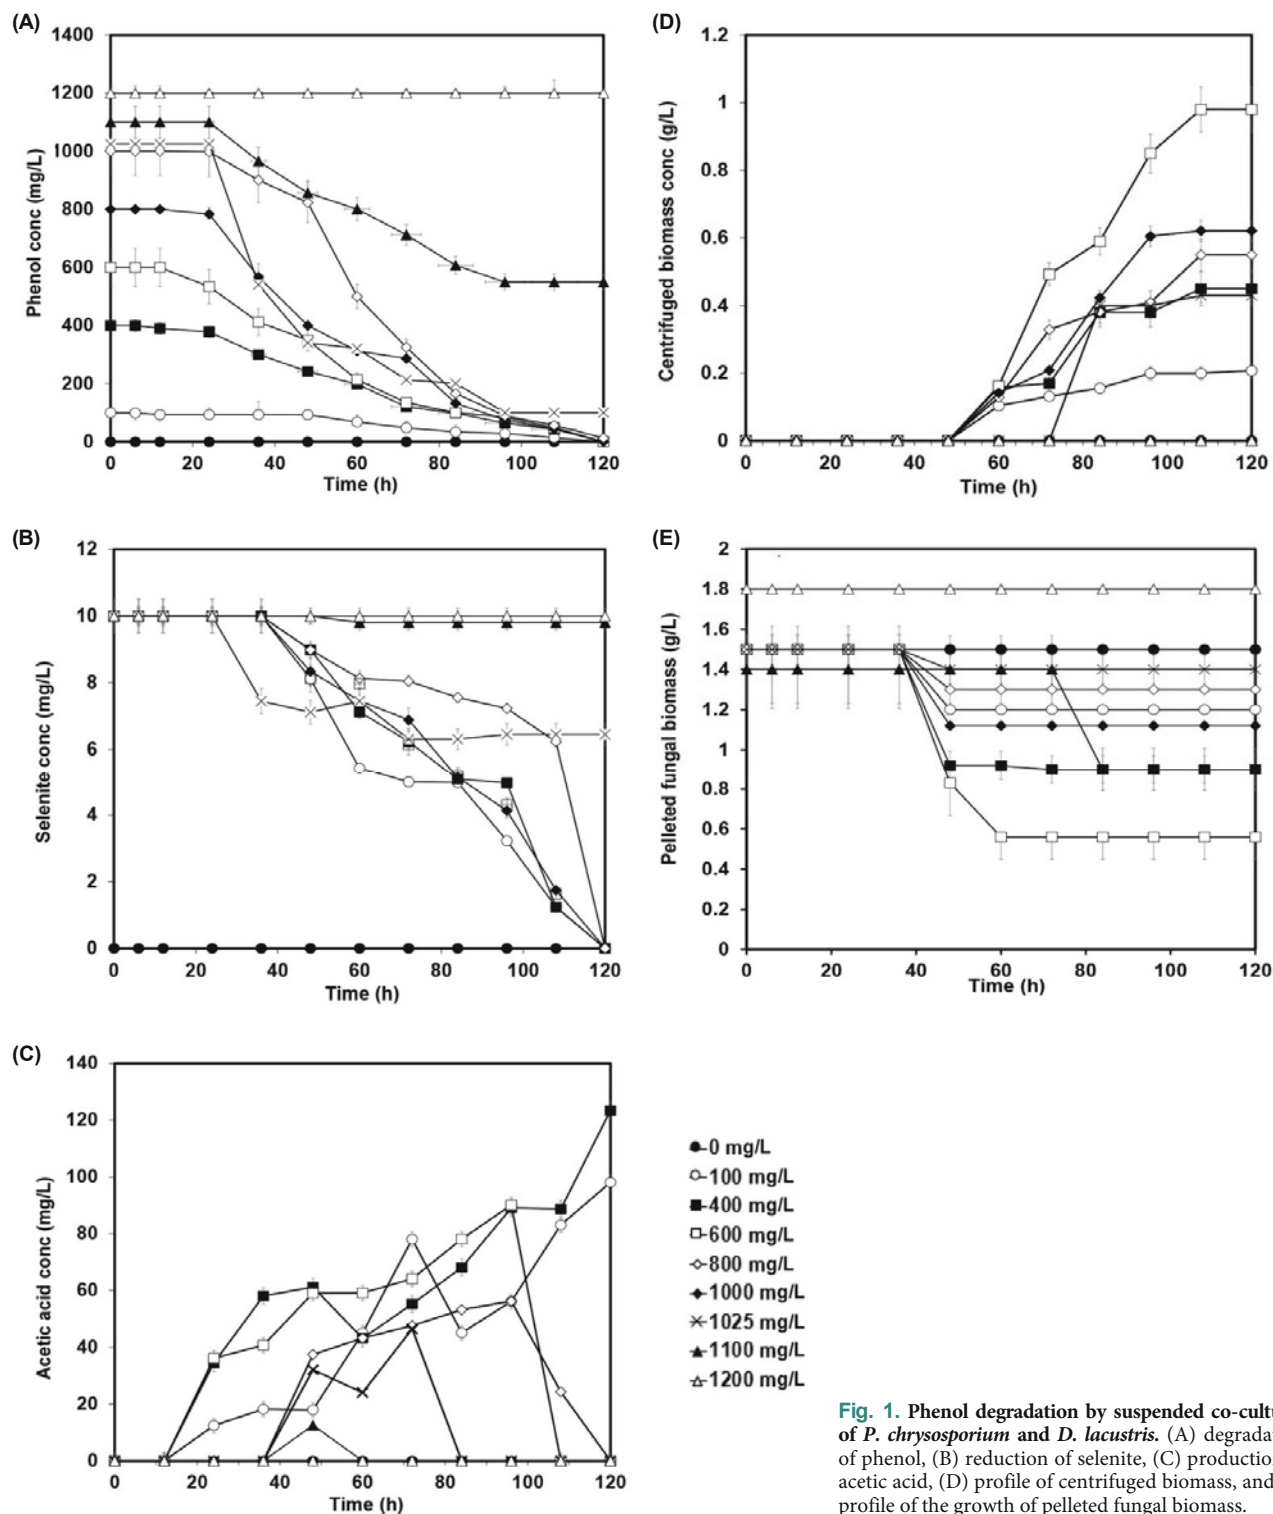 (A)
1400
1200
1000
800
600
400
200
0
Phenol conc (mg/L)
0 20 40 60 80 100 120
Time (h)
(D)
1.2
1
0.8
0.6
0.4
0.2
0
Centrifuged biomass conc (g/L)
0 20 40 60 80 100 120
Time (h)
(B)
12
10
8
6
4
2
0
Selenite conc (mg/L)
0 20 40 60 80 100 120
Time (h)
(E)
2
1.8
1.6
1.4
1.2
1
0.8
0.6
0.4
0.2
0
Pelleted fungal biomass (g/L)
0 20 40 60 80 100 120
Time (h)
(C)
140
120
100
80
60
40
20
0
Acetic acid conc (mg/L)
0 20 40 60 80 100 120
Time (h)
0 mg/L
100 mg/L
400 mg/L
600 mg/L
800 mg/L
1000 mg/L
1025 mg/L
1100 mg/L
1200 mg/L
Fig. 1. Phenol degradation by suspended co-cultu
of P. chrysosporium and D. lacustris. (A) degradat
of phenol, (B) reduction of selenite, (C) production
acetic acid, (D) profile of centrifuged biomass, and
profile of the growth of pelleted fungal biomass.